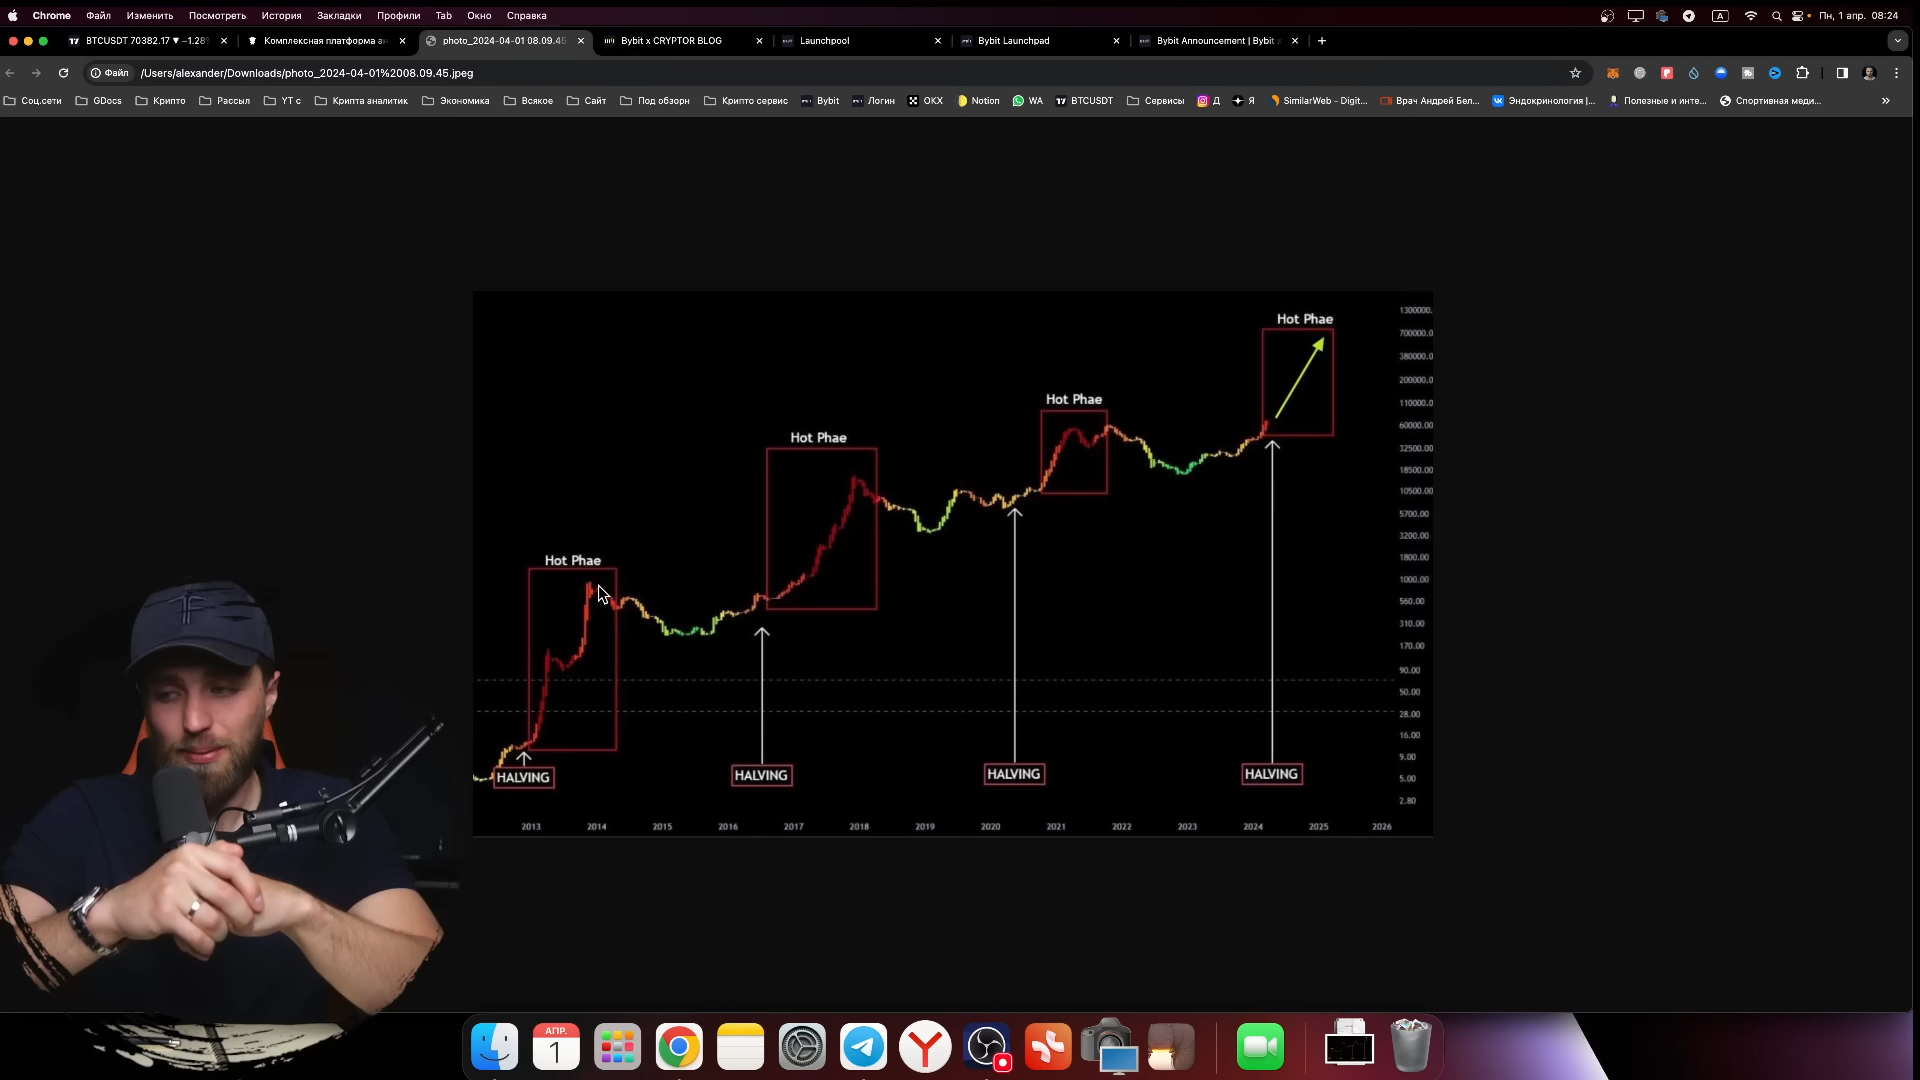 Chrome Файл Изменить Посмотреть История Закладки Профили Tab Окно Справка A Пн, 1 апр. 08:24
BTCUSDT 70382.17 ▼ −1.28% Комплексная платформа ан photo_2024-04-01 08.09.45 Bybit x CRYPTOR BLOG Launchpool Bybit Launchpad Bybit Announcement | Bybit x
Файл /Users/alexander/Downloads/photo_2024-04-01%2008.09.45.jpeg
Соц.сети GDocs Крипто Рассыл YT с Крипта аналитик Экономика Всякое Сайт Под обзорн Крипто сервис Bybit Логин OKX Notion WA BTCUSDT Сервисы Д Я SimilarWeb - Digit... Врач Андрей Бел... Эндокринология |... Полезные и инте... Спортивная меди...
Hot Phae
Hot Phae
Hot Phae
Hot Phae
1300000.
700000.0
380000.0
200000.0
110000.0
60000.0
32500.0
18500.0
10500.0
5700.00
3200.00
1800.00
1000.00
560.00
310.00
170.00
90.00
50.00
28.00
16.00
9.00
5.00
2.80
HALVING HALVING HALVING HALVING
2013 2014 2015 2016 2017 2018 2019 2020 2021 2022 2023 2024 2025 2026
АПР.
1